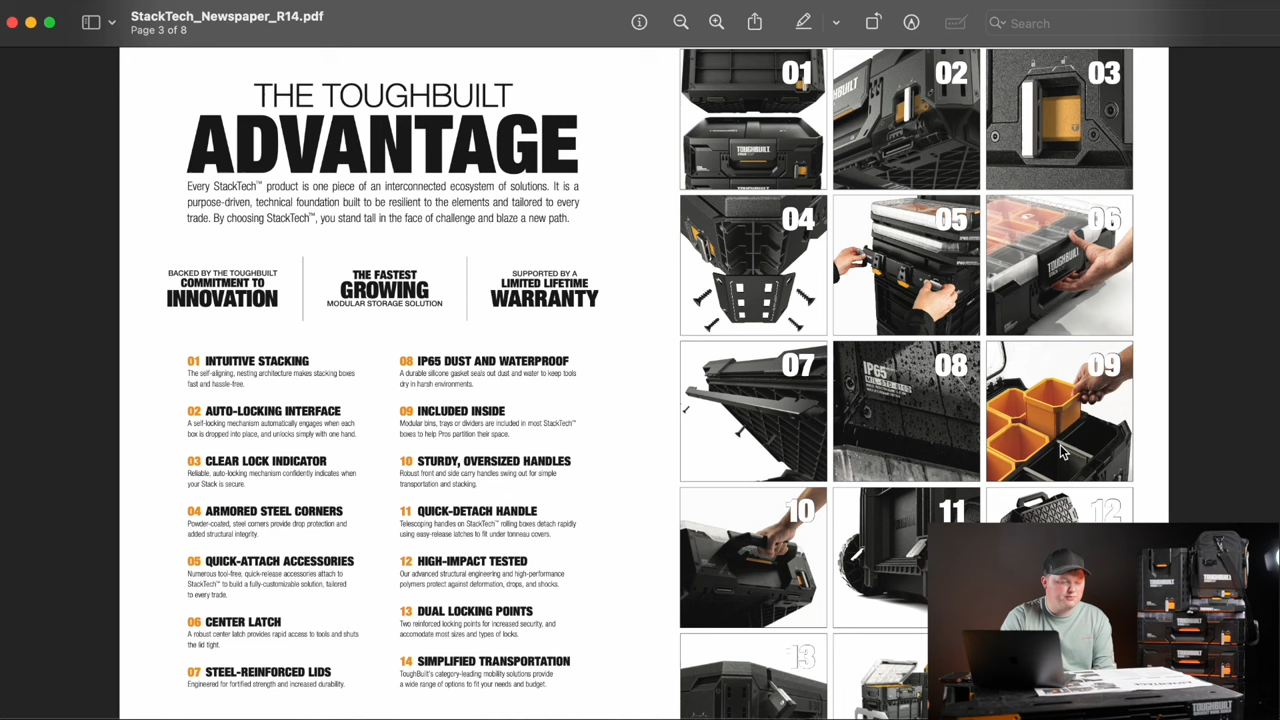 StackTech_Newspaper_R14.pdf
Page 3 of 8
Search
THE TOUGHBUILT
ADVANTAGE
Every StackTech™ product is one piece of an interconnected ecosystem of solutions. It is a
purpose-driven, technical foundation built to be resilient to the elements and tailored to every
trade. By choosing StackTech™, you stand tall in the face of challenge and blaze a new path.
BACKED BY THE TOUGHBUILT
COMMITMENT TO
INNOVATION
THE FASTEST
GROWING
MODULAR STORAGE SOLUTION
SUPPORTED BY A
LIMITED LIFETIME
WARRANTY
01 INTUITIVE STACKING
The self-aligning, nesting architecture makes stacking boxes
fast and hassle-free.
02 AUTO-LOCKING INTERFACE
A self-locking mechanism automatically engages when each
box is dropped into place, and unlocks simply with one hand.
03 CLEAR LOCK INDICATOR
Reliable, auto-locking mechanism confidently indicates when
your Stack is secure.
04 ARMORED STEEL CORNERS
Powder-coated, steel corners provide drop protection and
added structural integrity.
05 QUICK-ATTACH ACCESSORIES
Numerous tool-free, quick-release accessories attach to
StackTech™ to build a fully-customizable solution, tailored
to every trade.
06 CENTER LATCH
A robust center latch provides rapid access to tools and shuts
the lid tight.
07 STEEL-REINFORCED LIDS
Engineered for fortified strength and increased durability.
08 IP65 DUST AND WATERPROOF
A durable silicone gasket seals out dust and water to keep tools
dry in harsh environments.
09 INCLUDED INSIDE
Modular bins, trays or dividers are included in most StackTech™
boxes to help Pros partition their space.
10 STURDY, OVERSIZED HANDLES
Robust front and side carry handles swing out for simple
transportation and stacking.
11 QUICK-DETACH HANDLE
Telescoping handles on StackTech™ rolling boxes detach rapidly
using easy-release latches to fit under tonneau covers.
12 HIGH-IMPACT TESTED
Our advanced structural engineering and high-performance
polymers protect against deformation, drops, and shocks.
13 DUAL LOCKING POINTS
Two reinforced locking points for increased security, and
accomodate most sizes and types of locks.
14 SIMPLIFIED TRANSPORTATION
ToughBuilt's category-leading mobility solutions provide
a wide range of options to fit your needs and budget.
01
TOUGHBUILT
02
03
04
05
06
TOUGHBUILT
07
08
IP65
09
10
11
12
13
TOUGHBUILT